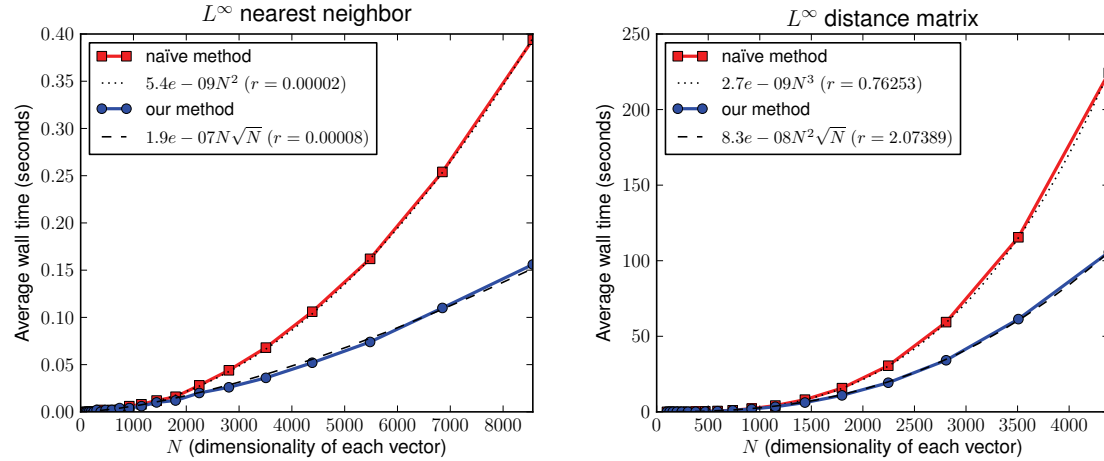 L∞ nearest neighbor
Average wall time (seconds)
0.40
0.35
0.30
0.25
0.20
0.15
0.10
0.05
0.00
naïve method
5.4e − 09N² (r = 0.00002)
our method
1.9e − 07N√N (r = 0.00008)
0 1000 2000 3000 4000 5000 6000 7000 8000
N (dimensionality of each vector)
L∞ distance matrix
Average wall time (seconds)
250
200
150
100
50
0
naïve method
2.7e − 09N³ (r = 0.76253)
our method
8.3e − 08N²√N (r = 2.07389)
0 500 1000 1500 2000 2500 3000 3500 4000
N (dimensionality of each vector)